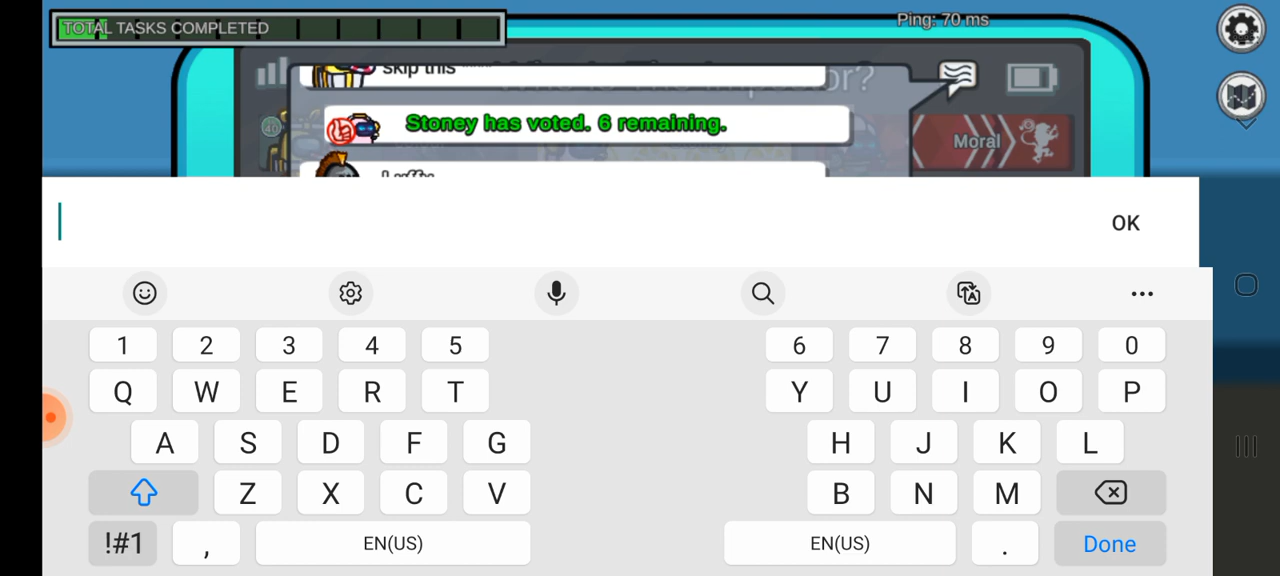 TOTAL TASKS COMPLETED
Ping: 70 ms
skip this
?
Stoney has voted. 6 remaining.
Moral
OK
1 2 3 4 5 6 7 8 9 0
Q W E R T Y U I O P
A S D F G H J K L
Z X C V B N M
!#1 , EN(US) EN(US) . Done